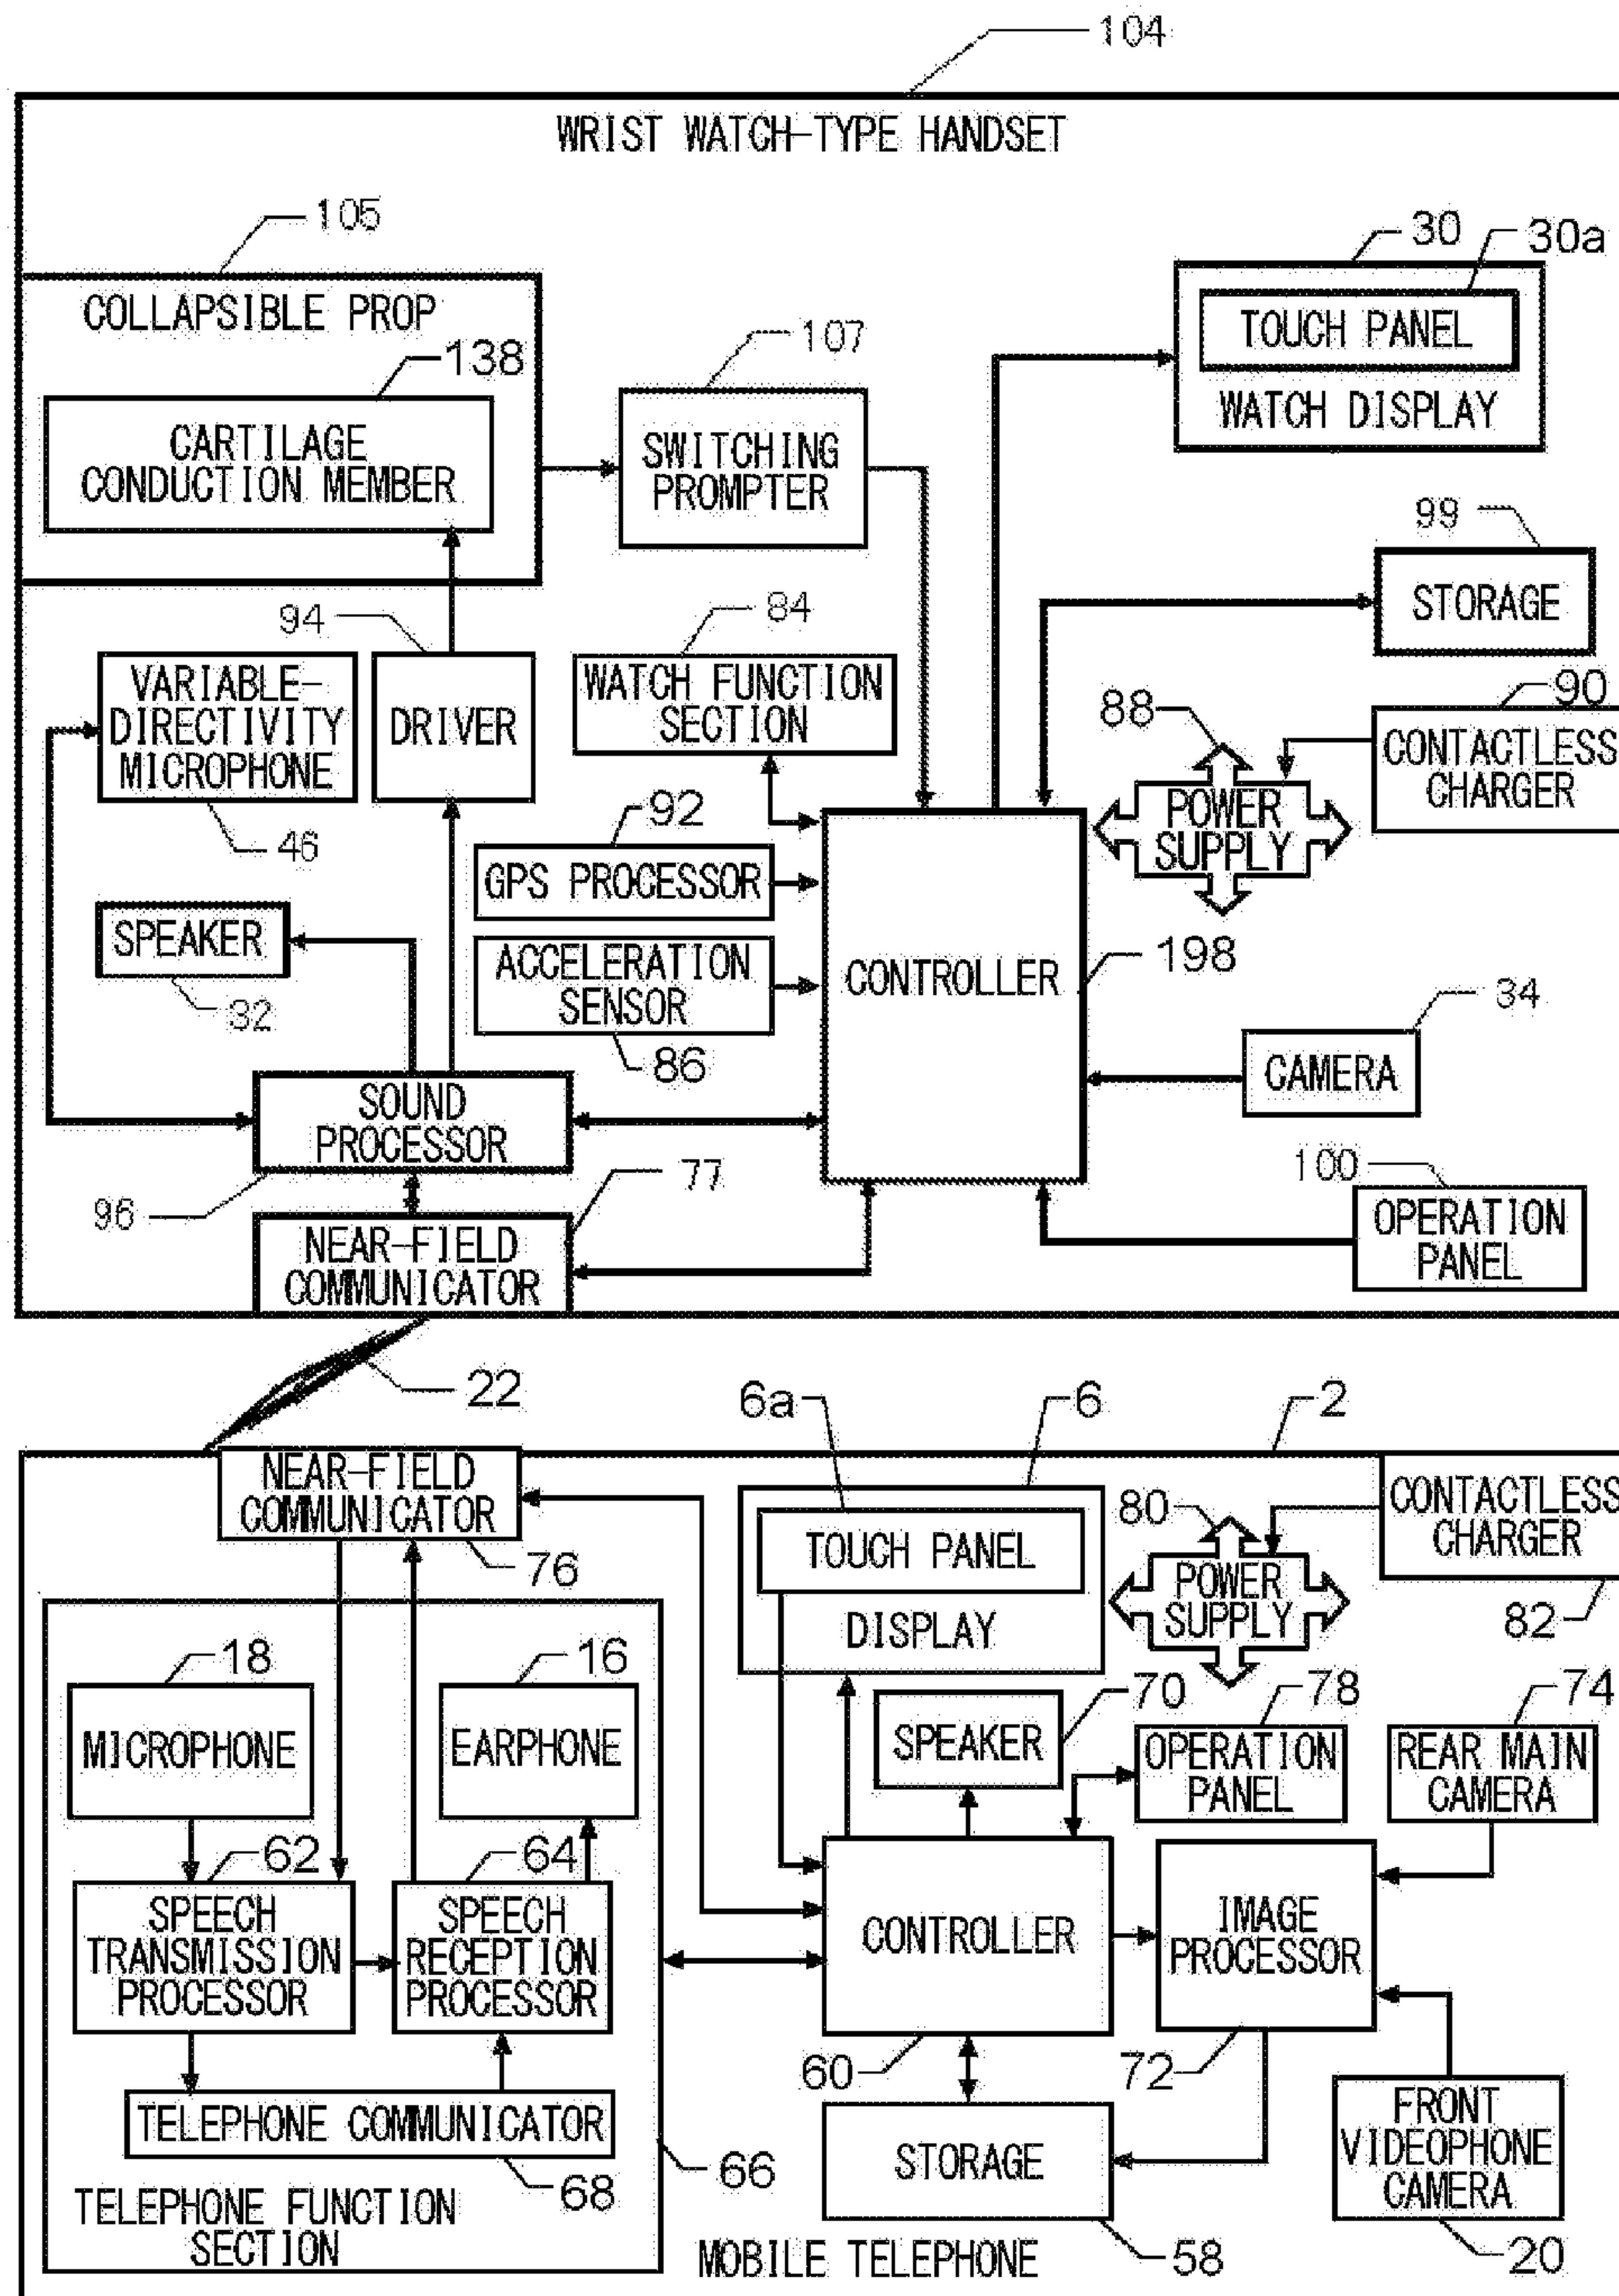 104
WRIST WATCH-TYPE HANDSET
105
30
30a
COLLAPSIBLE PROP
TOUCH PANEL
107
138
WATCH DISPLAY
CARTILAGE
CONDUCTION MEMBER
SWITCHING
PROMPTER
99
STORAGE
94
84
VARIABLE-
DIRECTIVITY
MICROPHONE
DRIVER
WATCH FUNCTION
SECTION
88
90
CONTACTLESS
CHARGER
POWER
SUPPLY
46
92
GPS PROCESSOR
SPEAKER
32
ACCELERATION
SENSOR
86
CONTROLLER
198
34
CAMERA
SOUND
PROCESSOR
96
77
100
OPERATION
PANEL
NEAR-FIELD
COMMUNICATOR
22
6a
6
2
NEAR-FIELD
COMMUNICATOR
76
TOUCH PANEL
DISPLAY
80
POWER
SUPPLY
CONTACTLESS
CHARGER
82
18
16
MICROPHONE
EARPHONE
70
SPEAKER
78
OPERATION
PANEL
74
REAR MAIN
CAMERA
62
64
SPEECH
TRANSMISSION
PROCESSOR
SPEECH
RECEPTION
PROCESSOR
CONTROLLER
IMAGE
PROCESSOR
60
72
TELEPHONE COMMUNICATOR
68
66
STORAGE
58
FRONT
VIDEOPHONE
CAMERA
20
TELEPHONE FUNCTION
SECTION
MOBILE TELEPHONE